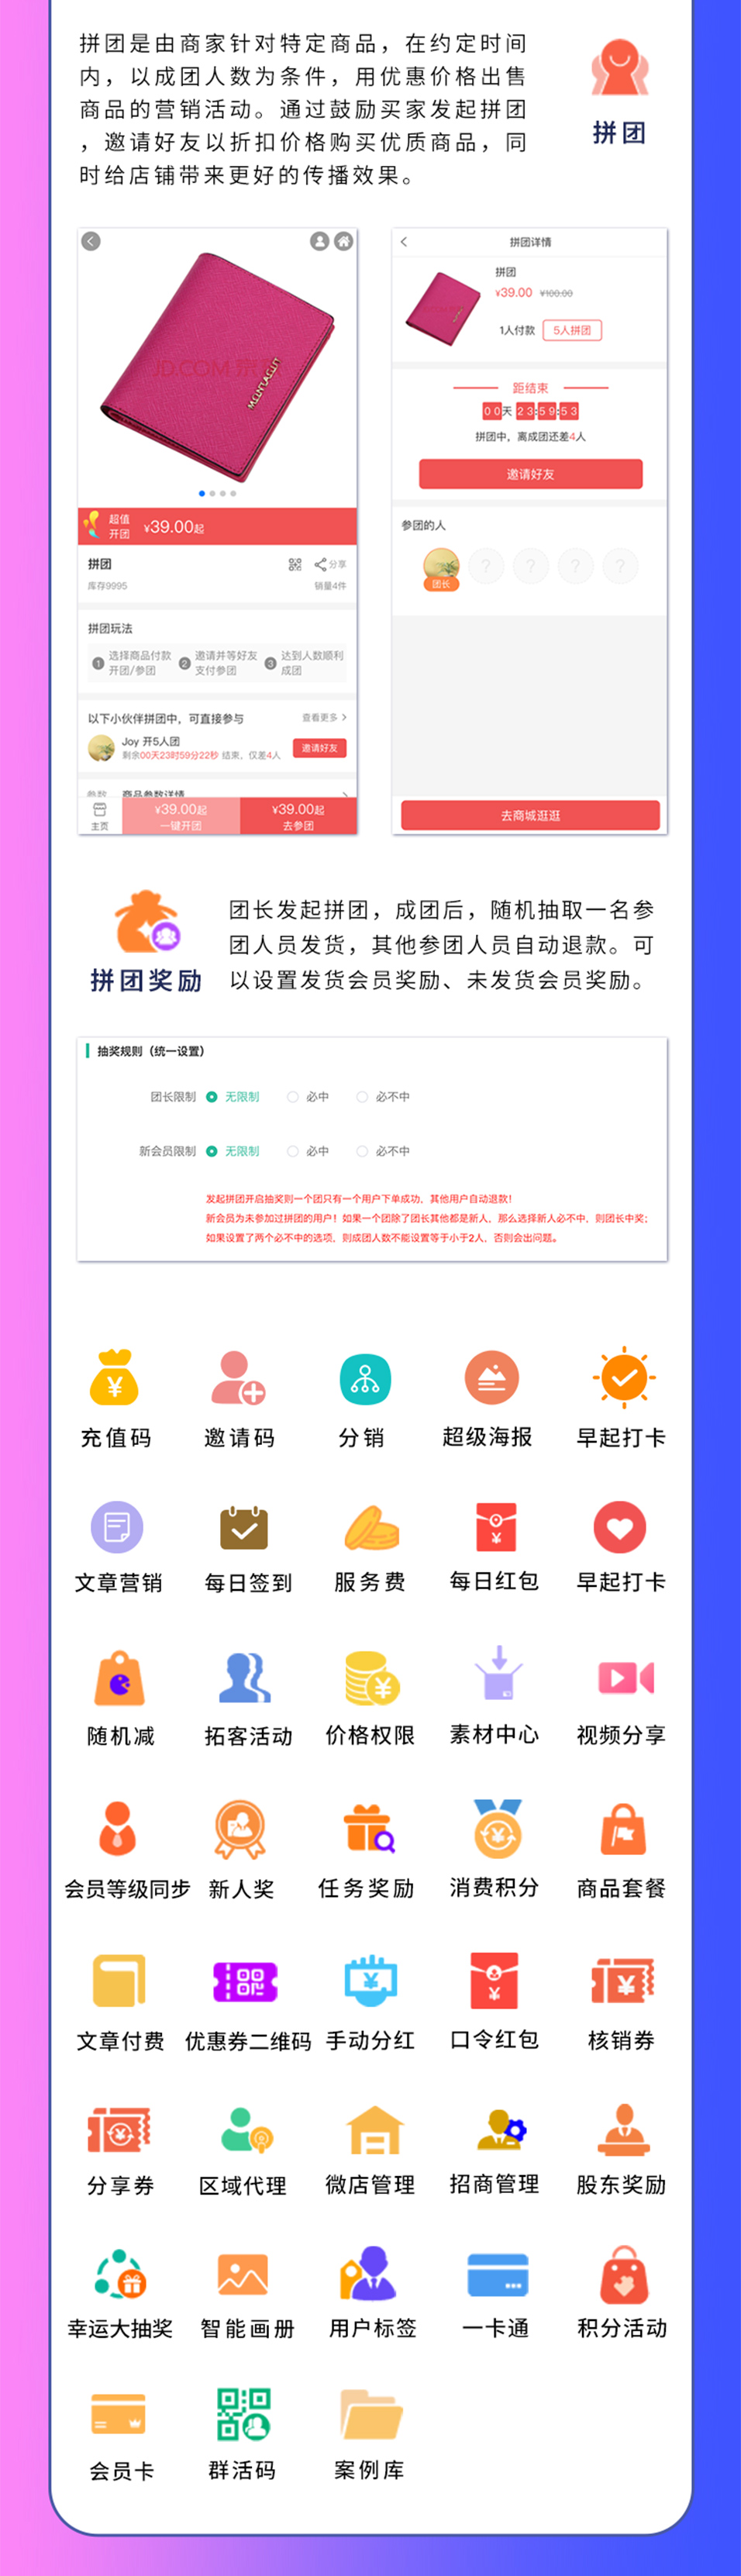 拼团是由商家针对特定商品，在约定时间
内，以成团人数为条件，用优惠价格出售
商品的营销活动。通过鼓励买家发起拼团
，邀请好友以折扣价格购买优质商品，同
时给店铺带来更好的传播效果。
拼团
JD.COM 京东
超值
开团
¥39.00起
拼团
分享
库存9995
销量4件
拼团玩法
1 选择商品付款
开团/参团
2 邀请并等好友
支付参团
3 达到人数顺利
成团
以下小伙伴拼团中，可直接参与
查看更多 >
Joy 开5人团
剩余00天23时59分22秒 结束，仅差4人
邀请好友
参数 商品参数详情
主页
¥39.00起
一键开团
¥39.00起
去参团
拼团详情
拼团
¥39.00 ¥100.00
1人付款 5人拼团
距结束
00天 23:59:53
拼团中，离成团还差4人
邀请好友
参团的人
团长
? ? ? ?
去商城逛逛
拼团奖励
团长发起拼团，成团后，随机抽取一名参
团人员发货，其他参团人员自动退款。可
以设置发货会员奖励、未发货会员奖励。
抽奖规则（统一设置）
团长限制 无限制 必中 必不中
新会员限制 无限制 必中 必不中
发起拼团开启抽奖则一个团只有一个用户下单成功，其他用户自动退款！
新会员为未参加过拼团的用户！如果一个团除了团长其他都是新人，那么选择新人必不中，则团长中奖；
如果设置了两个必不中的选项，则成团人数不能设置等于小于2人，否则会出问题。
充值码 邀请码 分销 超级海报 早起打卡
文章营销 每日签到 服务费 每日红包 早起打卡
随机减 拓客活动 价格权限 素材中心 视频分享
会员等级同步 新人奖 任务奖励 消费积分 商品套餐
文章付费 优惠券二维码 手动分红 口令红包 核销券
分享券 区域代理 微店管理 招商管理 股东奖励
幸运大抽奖 智能画册 用户标签 一卡通 积分活动
会员卡 群活码 案例库